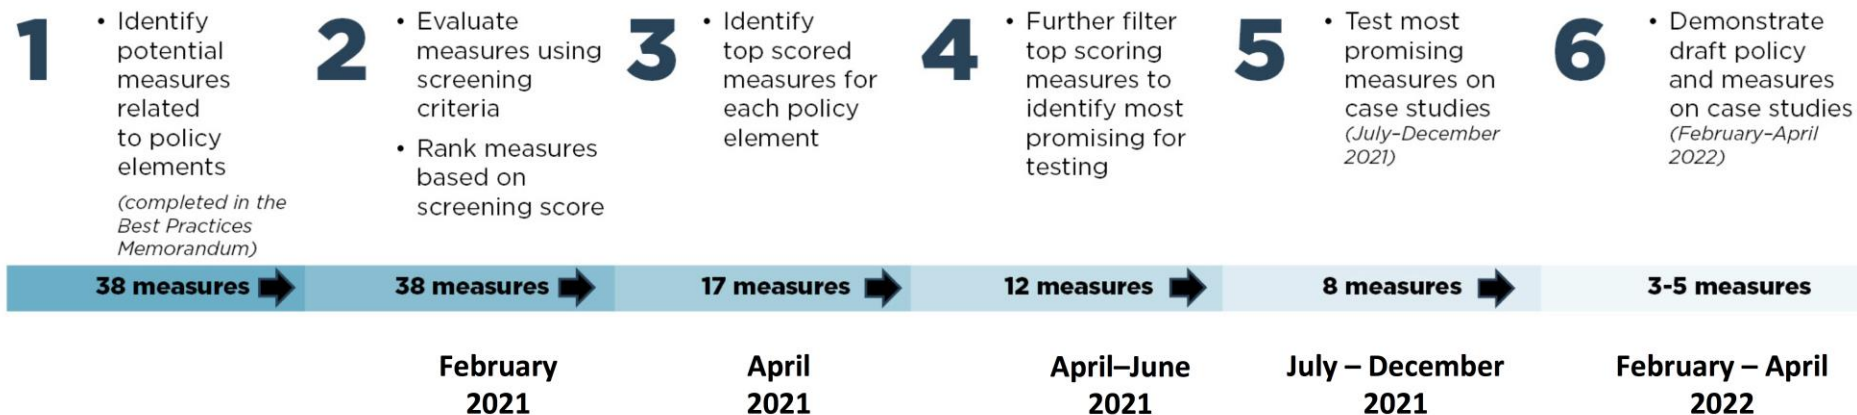 1
• Identify
potential
measures
related
to policy
elements
(completed in the
Best Practices
Memorandum)
2
• Evaluate
measures using
screening
criteria
• Rank measures
based on
screening score
3
• Identify
top scored
measures for
each policy
element
4
• Further filter
top scoring
measures to
identify most
promising for
testing
5
• Test most
promising
measures on
case studies
(July–December
2021)
6
• Demonstrate
draft policy
and measures
on case studies
(February–April
2022)
38 measures
38 measures
17 measures
12 measures
8 measures
3-5 measures
February
2021
April
2021
April–June
2021
July – December
2021
February – April
2022